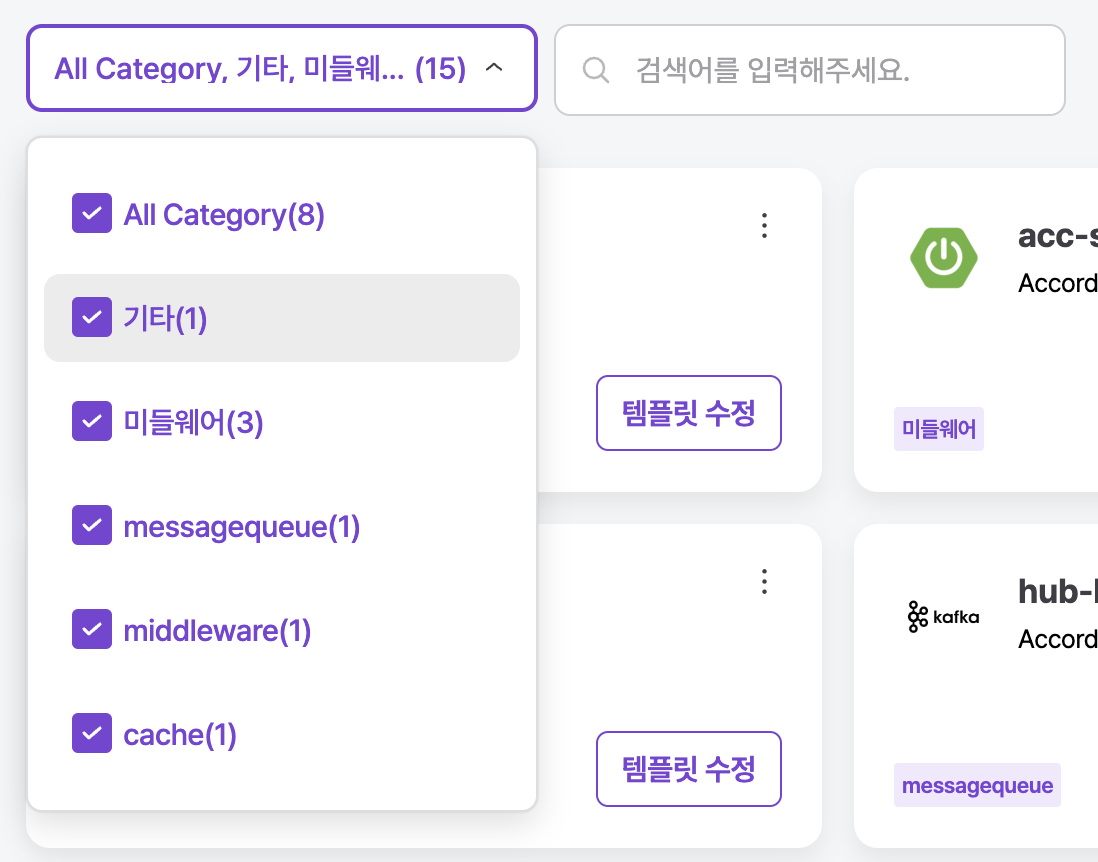 All Category, 기타, 미들웨... (15)
검색어를 입력해주세요.
All Category(8)
기타(1)
미들웨어(3)
messagequeue(1)
middleware(1)
cache(1)
템플릿 수정
acc-s
Accord
미들웨어
템플릿 수정
kafka
hub-
Accord
messagequeue